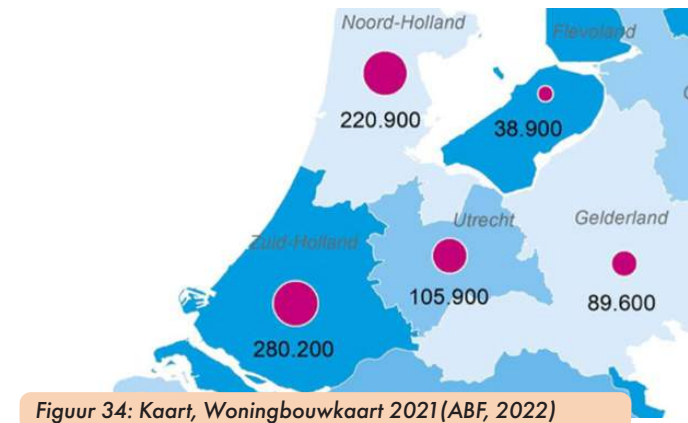 Noord-Holland
220.900
Flevoland
38.900
Zuid-Holland
280.200
Utrecht
105.900
Gelderland
89.600
Figuur 34: Kaart, Woningbouwkaart 2021(ABF, 2022)